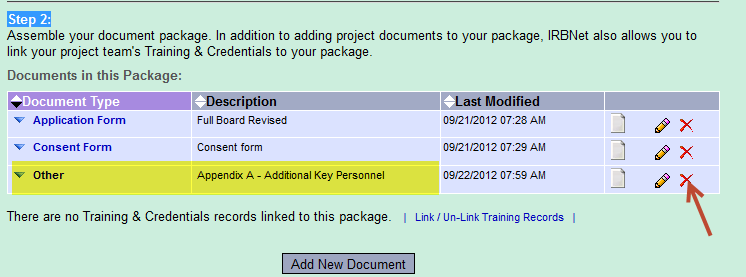 Step 2:
Assemble your document package. In addition to adding project documents to your package, IRBNet also allows you to
link your project team's Training & Credentials to your package.
Documents in this Package:
Document Type Description Last Modified
Application Form Full Board Revised 09/21/2012 07:28 AM
Consent Form Consent form 09/21/2012 07:29 AM
Other Appendix A - Additional Key Personnel 09/22/2012 07:59 AM
There are no Training & Credentials records linked to this package. | Link / Un-Link Training Records |
Add New Document